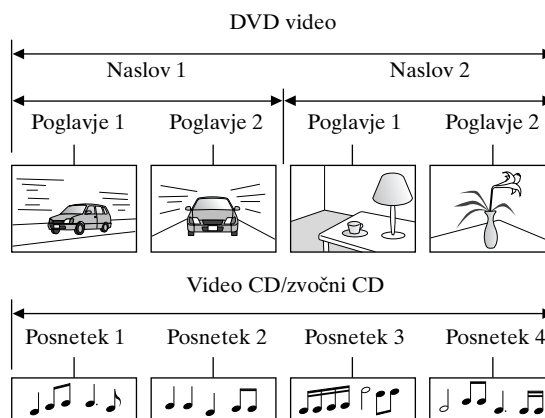 DVD video
Naslov 1 Naslov 2
Poglavje 1 Poglavje 2 Poglavje 1 Poglavje 2
Video CD/zvočni CD
Posnetek 1 Posnetek 2 Posnetek 3 Posnetek 4